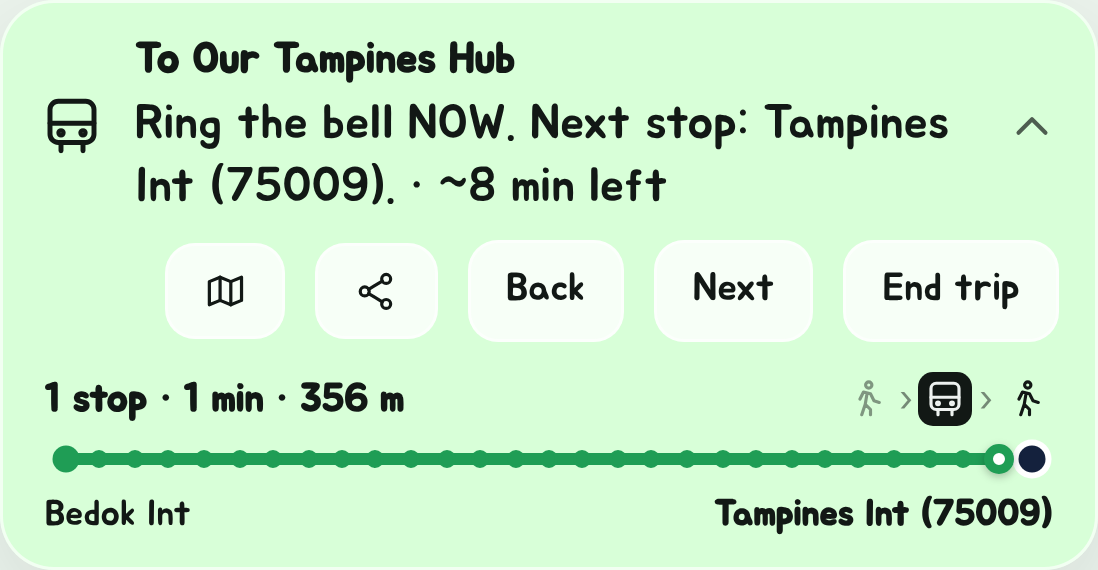 To Our Tampines Hub
Ring the bell NOW. Next stop: Tampines
Int (75009). · ~8 min left
Back
Next
End trip
1 stop · 1 min · 356 m
Bedok Int
Tampines Int (75009)